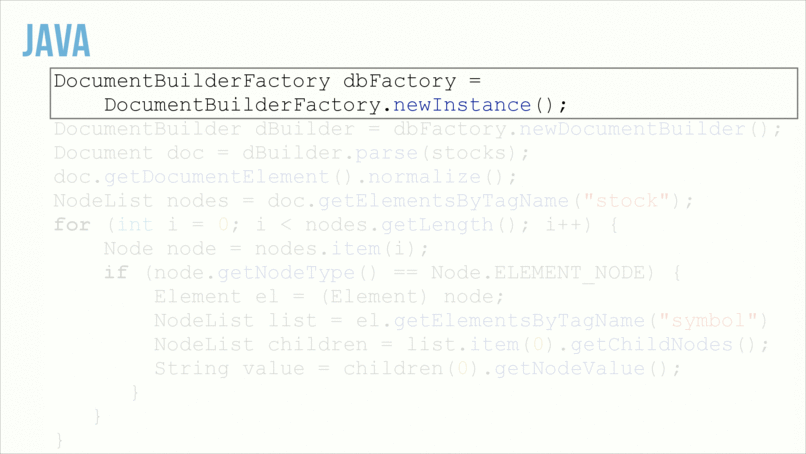 JAVA
DocumentBuilderFactory dbFactory =
DocumentBuilderFactory.newInstance();
DocumentBuilder dBuilder = dbFactory.newDocumentBuilder();
Document doc = dBuilder.parse(stocks);
doc.getDocumentElement().normalize();
NodeList nodes = doc.getElementsByTagName("stock");
for (int i = 0; i < nodes.getLength(); i++) {
Node node = nodes.item(i);
if (node.getNodeType() == Node.ELEMENT_NODE) {
Element el = (Element) node;
NodeList list = el.getElementsByTagName("symbol")
NodeList children = list.item(0).getChildNodes();
String value = children(0).getNodeValue();
}
}
}